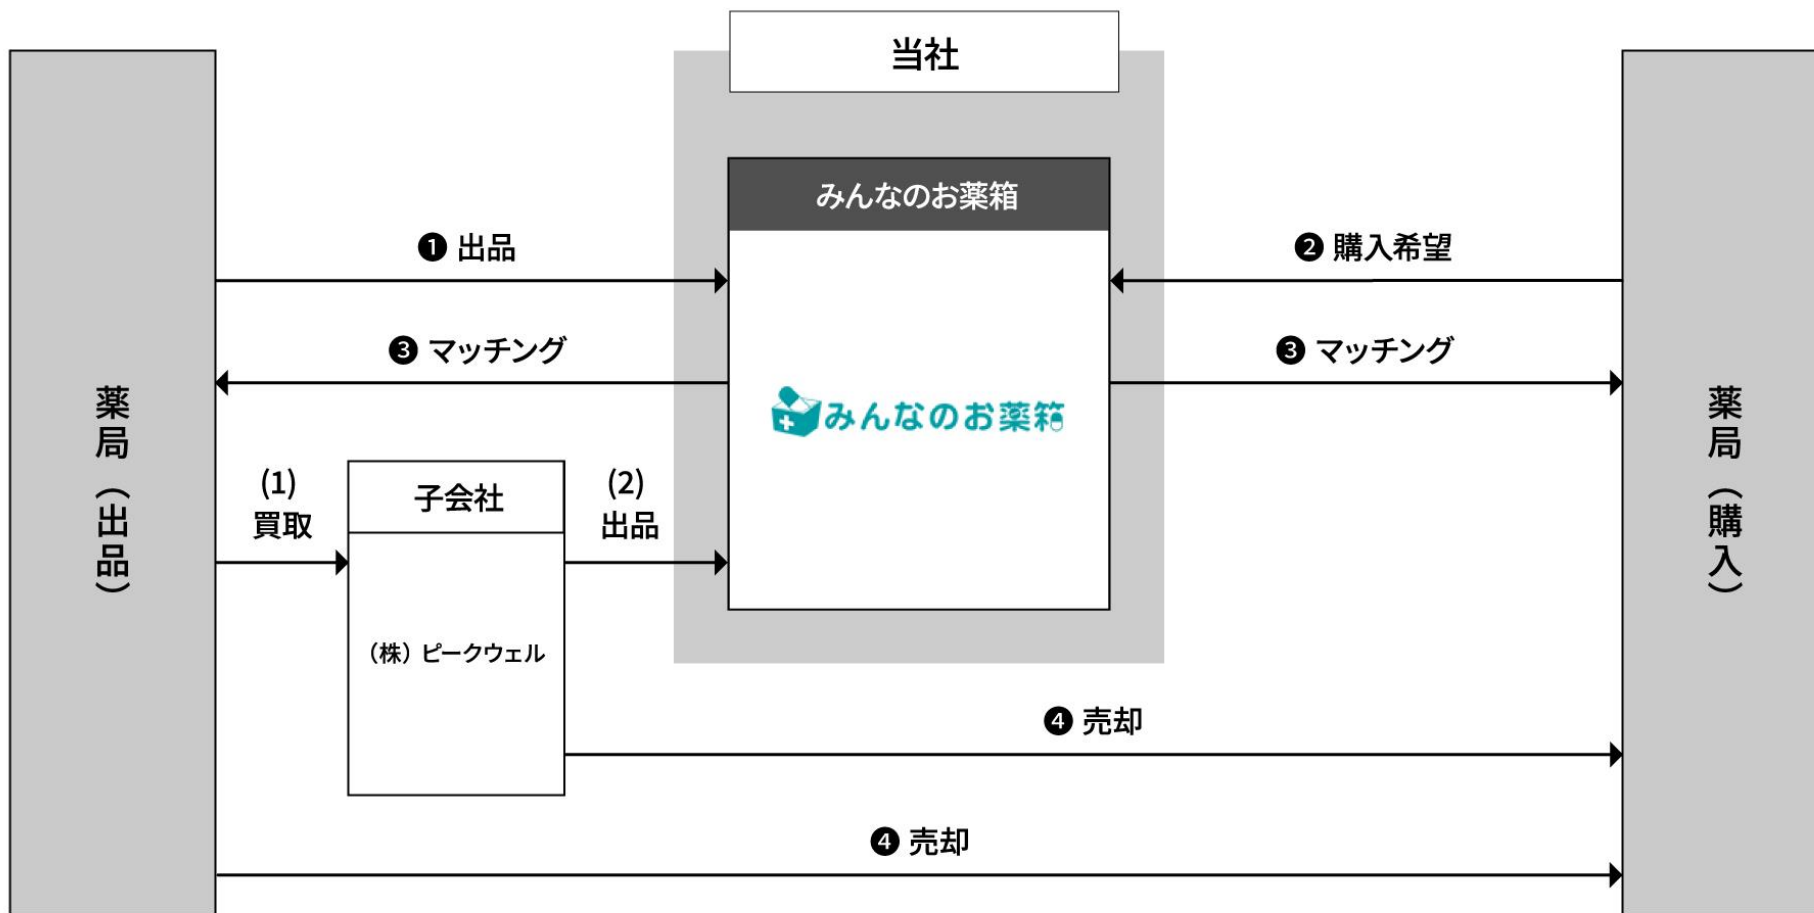 当社
みんなのお薬箱
❶ 出品
❷ 購入希望
❸ マッチング
❸ マッチング
みんなのお薬箱
薬局（出品）
薬局（購入）
(1)
買取
子会社
(2)
出品
（株）ピークウェル
❹ 売却
❹ 売却